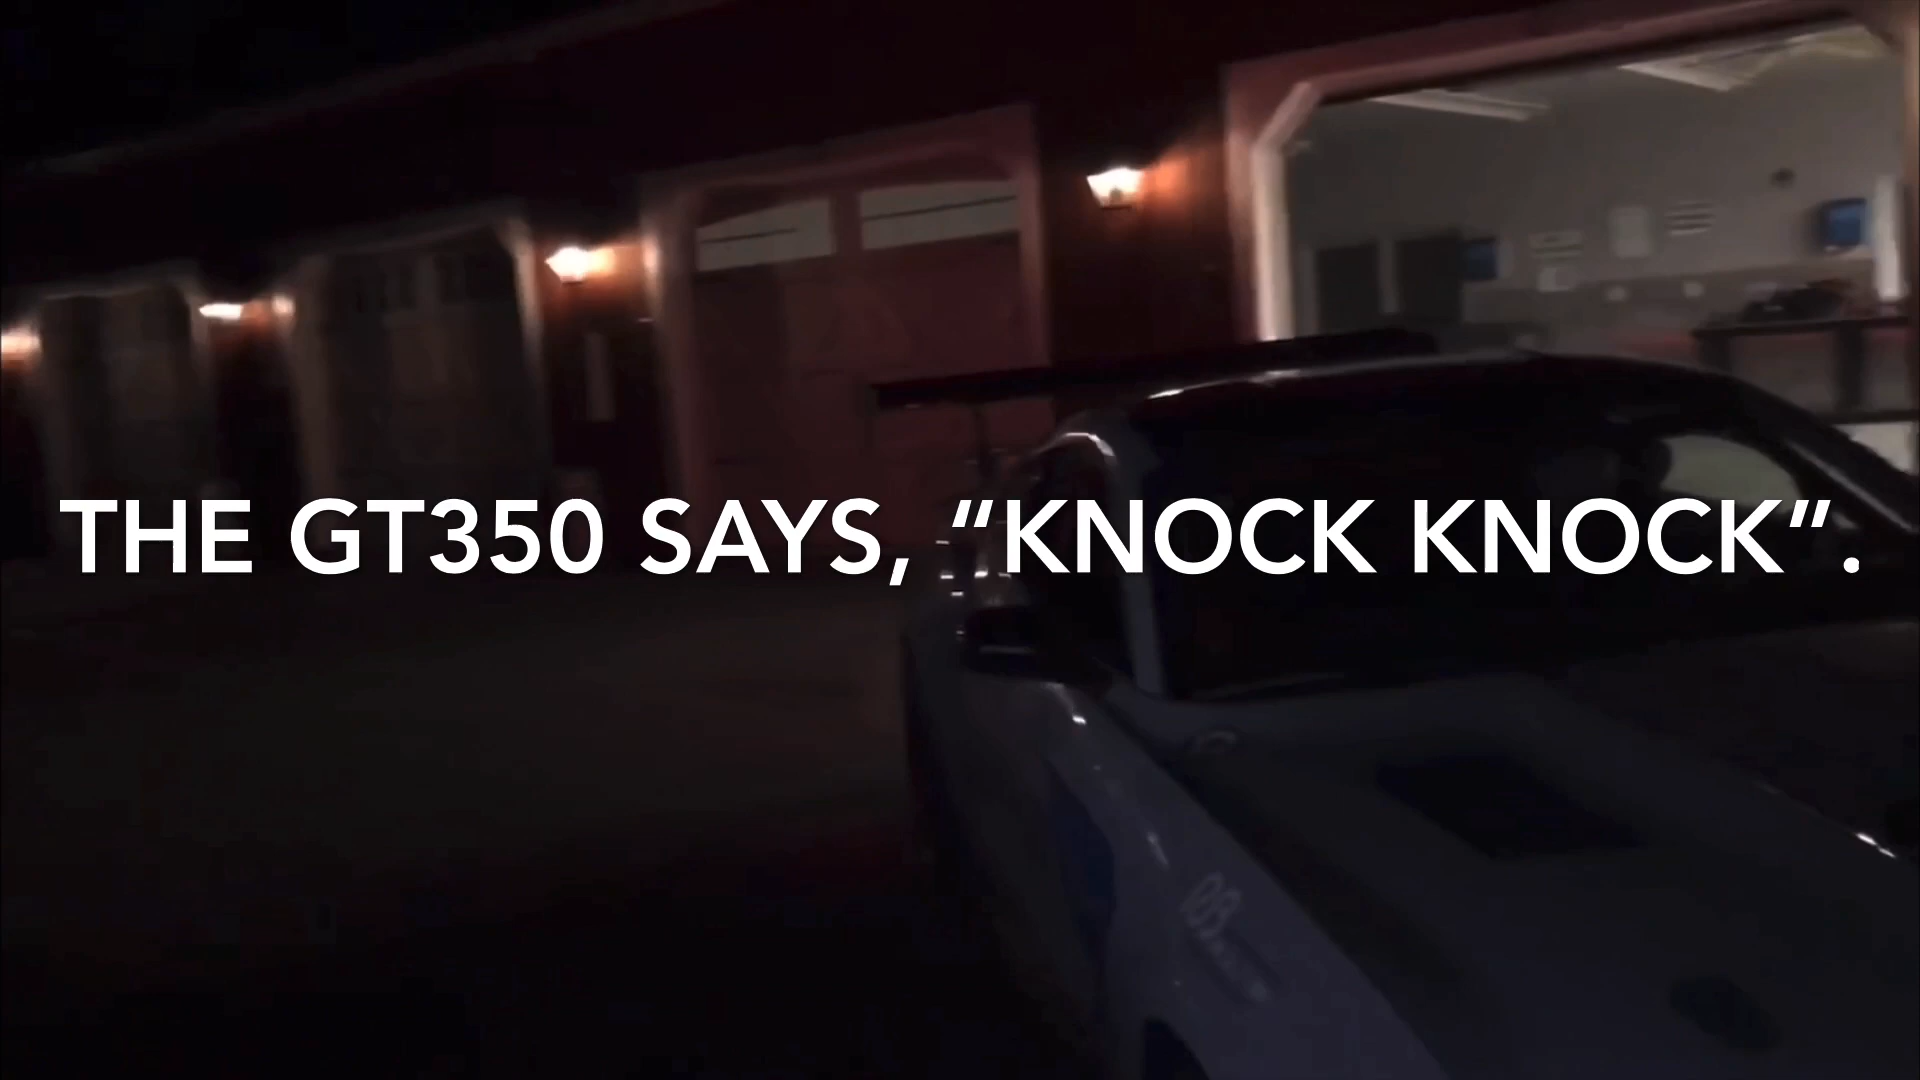 THE GT350 SAYS, “KNOCK KNOCK”.